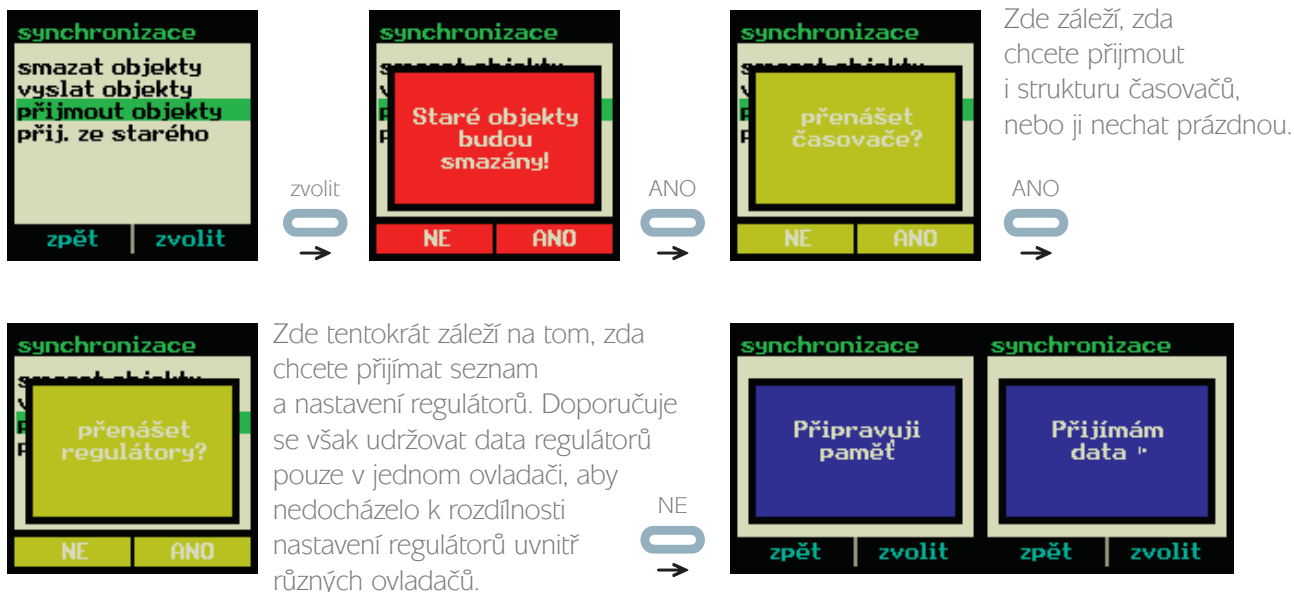 synchronizace
smazat objekty
vyslat objekty
přijmout objekty
přij. ze starého
zpět zvolit
zvolit
synchronizace
Staré objekty
budou
smazány!
NE ANO
ANO
synchronizace
přenášet
časovače?
NE ANO
Zde záleží, zda
chcete přijmout
i strukturu časovačů,
nebo ji nechat prázdnou.
ANO
synchronizace
přenášet
regulátory?
NE ANO
Zde tentokrát záleží na tom, zda
chcete přijímat seznam
a nastavení regulátorů. Doporučuje
se však udržovat data regulátorů
pouze v jednom ovladači, aby
nedocházelo k rozdílnosti
nastavení regulátorů uvnitř
různých ovladačů.
NE
synchronizace
Připravuji
paměť
zpět zvolit
synchronizace
Přijímám
data
zpět zvolit